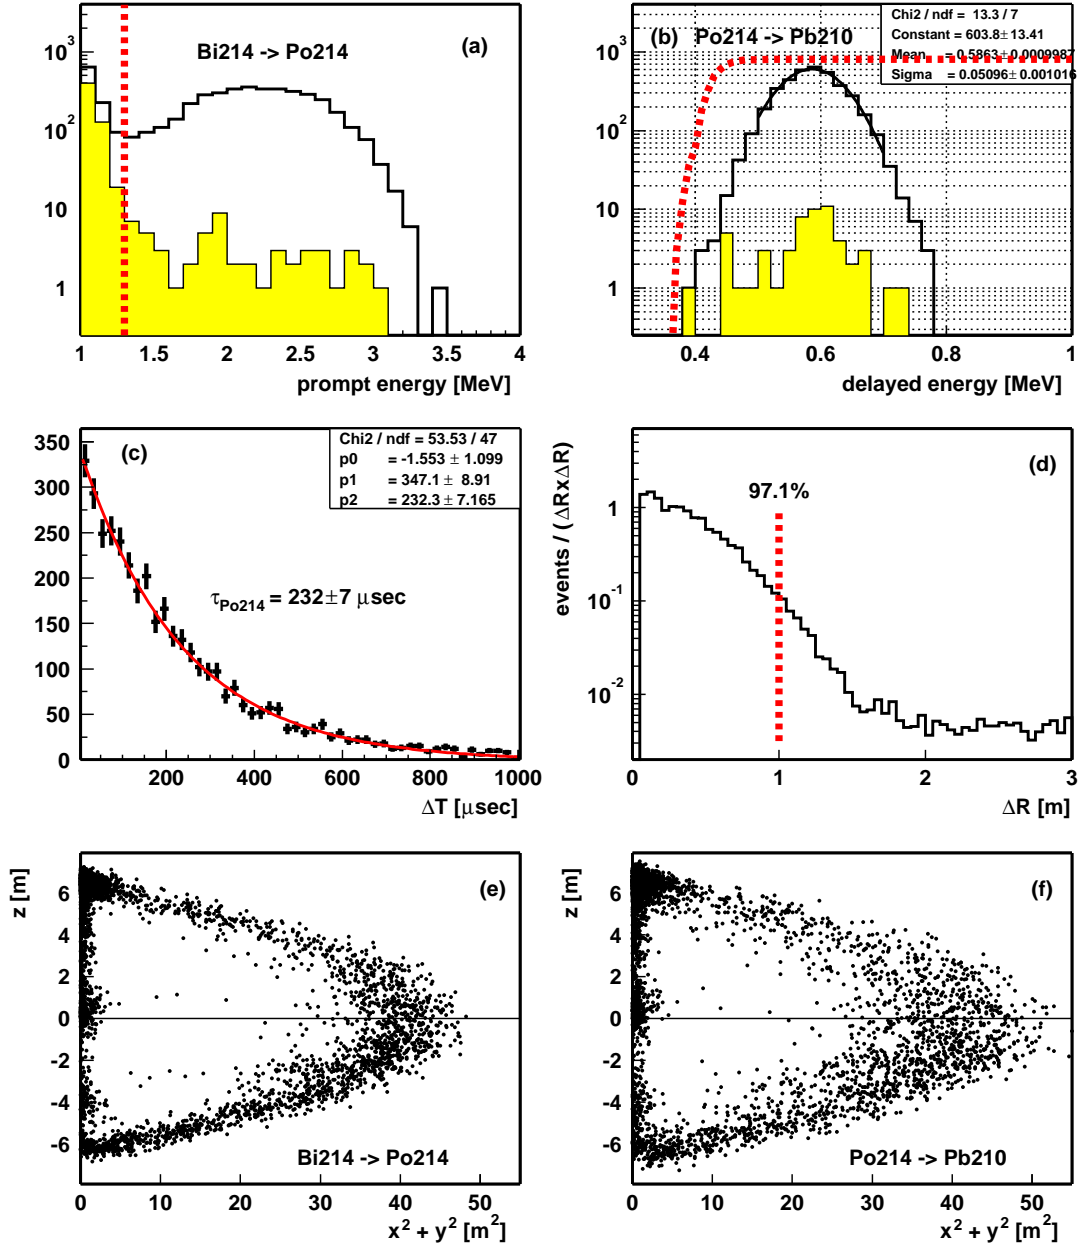 (a)
Bi214 -> Po214
10³
10²
10
1
1 1.5 2 2.5 3 3.5 4
prompt energy [MeV]
(b)
Po214 -> Pb210
Chi2 / ndf = 13.3 / 7
Constant = 603.8± 13.41
Mean = 0.5863± 0.0009987
Sigma = 0.05096± 0.001016
10³
10²
10
1
0.4 0.6 0.8 1
delayed energy [MeV]
(c)
Chi2 / ndf = 53.53 / 47
p0 = -1.553 ± 1.099
p1 = 347.1 ± 8.91
p2 = 232.3 ± 7.165
τPo214 = 232±7 μsec
350
300
250
200
150
100
50
0
200 400 600 800 1000
ΔT [μsec]
(d)
events / (ΔRxΔR)
97.1%
1
10⁻¹
10⁻²
0 1 2 3
ΔR [m]
(e)
z [m]
6
4
2
0
-2
-4
-6
Bi214 -> Po214
0 10 20 30 40 50
x² + y² [m²]
(f)
z [m]
6
4
2
0
-2
-4
-6
Po214 -> Pb210
0 10 20 30 40 50
x² + y² [m²]